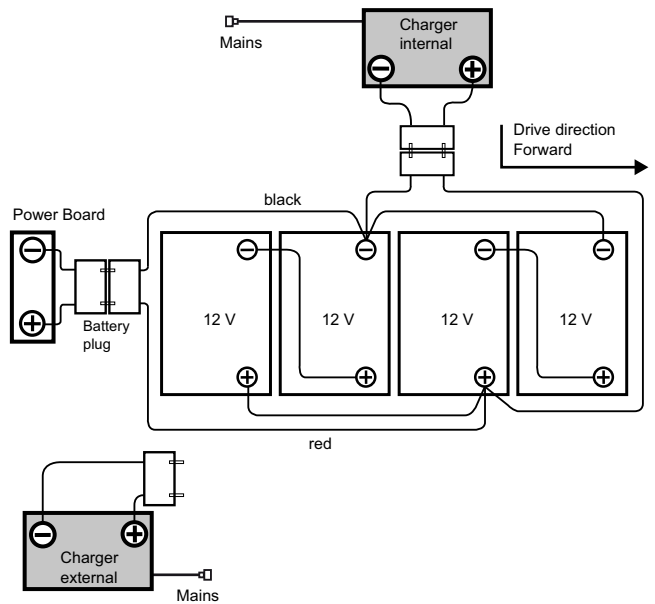 Charger
internal
Mains
Drive direction
Forward
black
Power Board
12 V
12 V
12 V
12 V
Battery
plug
red
Charger
external
Mains